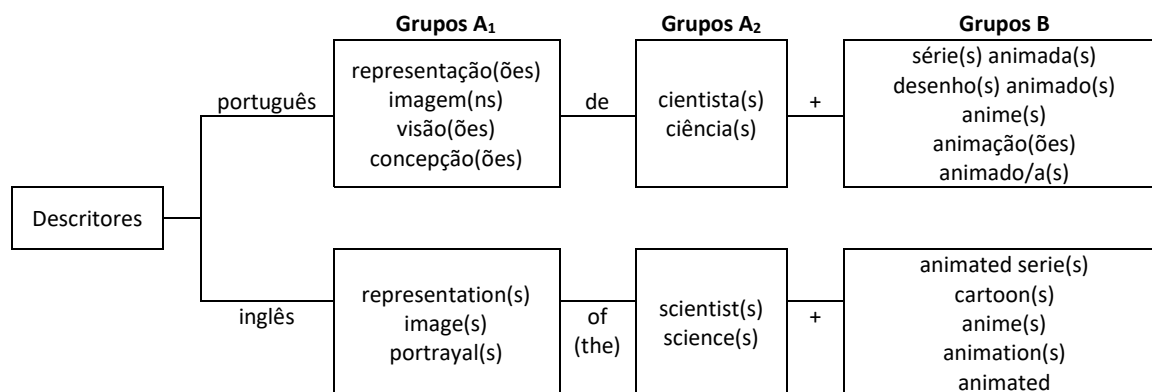 Grupos A₁
Grupos A₂
Grupos B
português
representação(ões)
imagem(ns)
visão(ões)
concepção(ões)
de
cientista(s)
ciência(s)
+
série(s) animada(s)
desenho(s) animado(s)
anime(s)
animação(ões)
animado/a(s)
Descritores
inglês
representation(s)
image(s)
portrayal(s)
of
(the)
scientist(s)
science(s)
+
animated serie(s)
cartoon(s)
anime(s)
animation(s)
animated